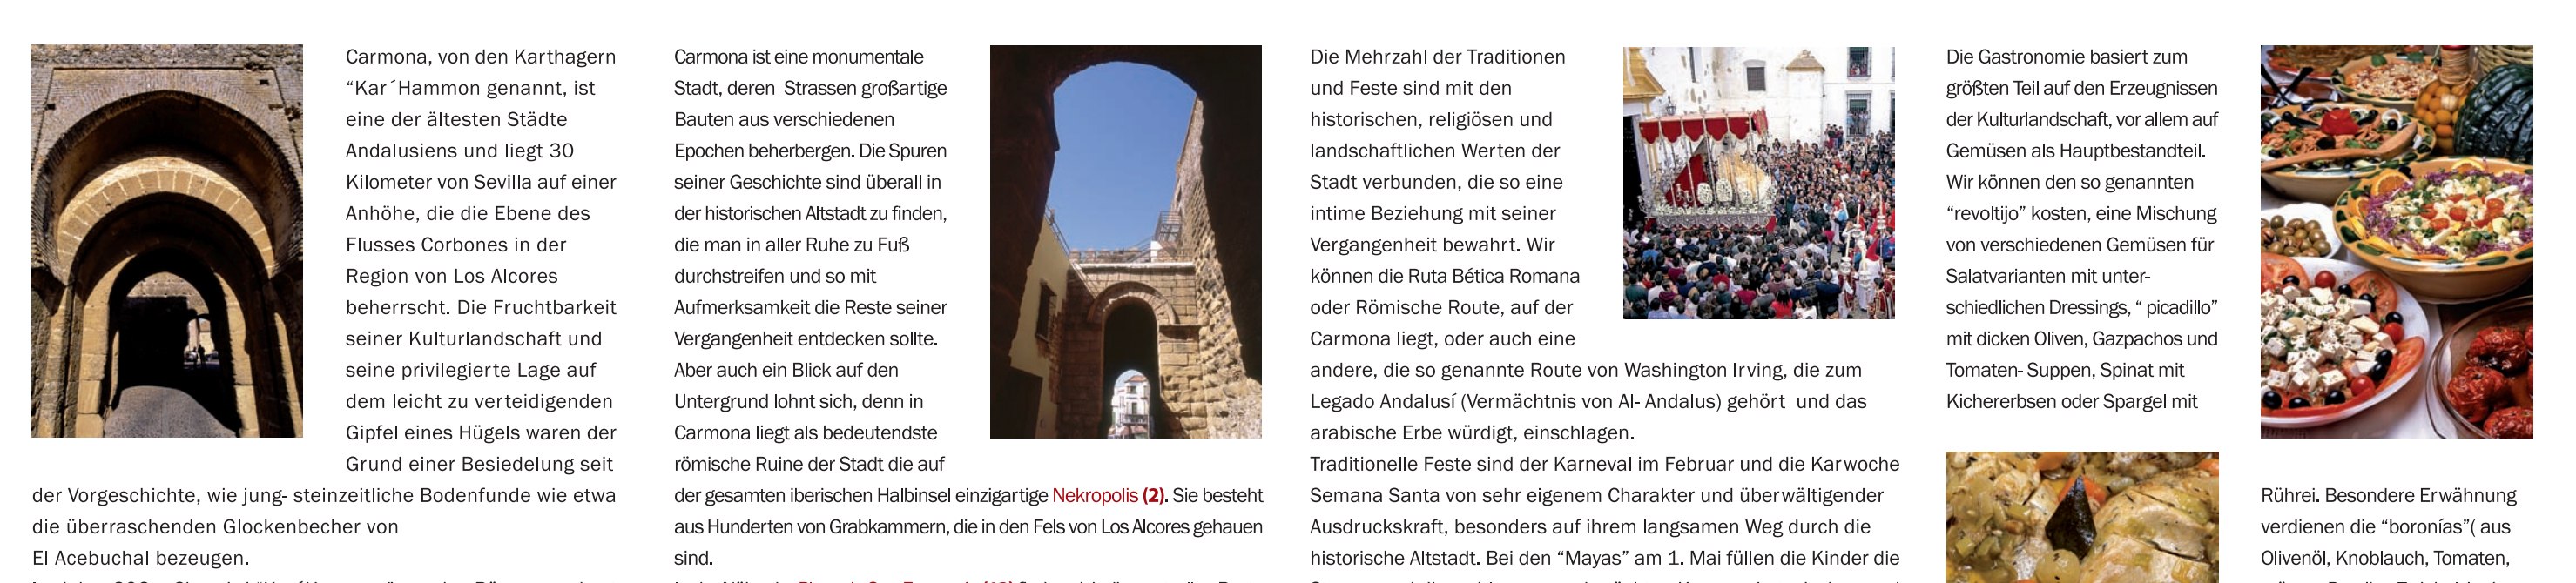 Carmona, von den Karthagern
“Kar´Hammon genannt, ist
eine der ältesten Städte
Andalusiens und liegt 30
Kilometer von Sevilla auf einer
Anhöhe, die die Ebene des
Flusses Corbones in der
Region von Los Alcores
beherrscht. Die Fruchtbarkeit
seiner Kulturlandschaft und
seine privilegierte Lage auf
dem leicht zu verteidigenden
Gipfel eines Hügels waren der
Grund einer Besiedelung seit
der Vorgeschichte, wie jung- steinzeitliche Bodenfunde wie etwa
die überraschenden Glockenbecher von
El Acebuchal bezeugen.
Carmona ist eine monumentale
Stadt, deren  Strassen großartige
Bauten aus verschiedenen
Epochen beherbergen. Die Spuren
seiner Geschichte sind überall in
der historischen Altstadt zu finden,
die man in aller Ruhe zu Fuß
durchstreifen und so mit
Aufmerksamkeit die Reste seiner
Vergangenheit entdecken sollte.
Aber auch ein Blick auf den
Untergrund lohnt sich, denn in
Carmona liegt als bedeutendste
römische Ruine der Stadt die auf
der gesamten iberischen Halbinsel einzigartige Nekropolis (2). Sie besteht
aus Hunderten von Grabkammern, die in den Fels von Los Alcores gehauen
sind.
Die Mehrzahl der Traditionen
und Feste sind mit den
historischen, religiösen und
landschaftlichen Werten der
Stadt verbunden, die so eine
intime Beziehung mit seiner
Vergangenheit bewahrt. Wir
können die Ruta Bética Romana
oder Römische Route, auf der
Carmona liegt, oder auch eine
andere, die so genannte Route von Washington Irving, die zum
Legado Andalusí (Vermächtnis von Al- Andalus) gehört  und das
arabische Erbe würdigt, einschlagen.
Traditionelle Feste sind der Karneval im Februar und die Karwoche
Semana Santa von sehr eigenem Charakter und überwältigender
Ausdruckskraft, besonders auf ihrem langsamen Weg durch die
historische Altstadt. Bei den “Mayas” am 1. Mai füllen die Kinder die
Die Gastronomie basiert zum
größten Teil auf den Erzeugnissen
der Kulturlandschaft, vor allem auf
Gemüsen als Hauptbestandteil.
Wir können den so genannten
“revoltijo” kosten, eine Mischung
von verschiedenen Gemüsen für
Salatvarianten mit unter-
schiedlichen Dressings, “ picadillo”
mit dicken Oliven, Gazpachos und
Tomaten- Suppen, Spinat mit
Kichererbsen oder Spargel mit
Rührei. Besondere Erwähnung
verdienen die “boronías”( aus
Olivenöl, Knoblauch, Tomaten,